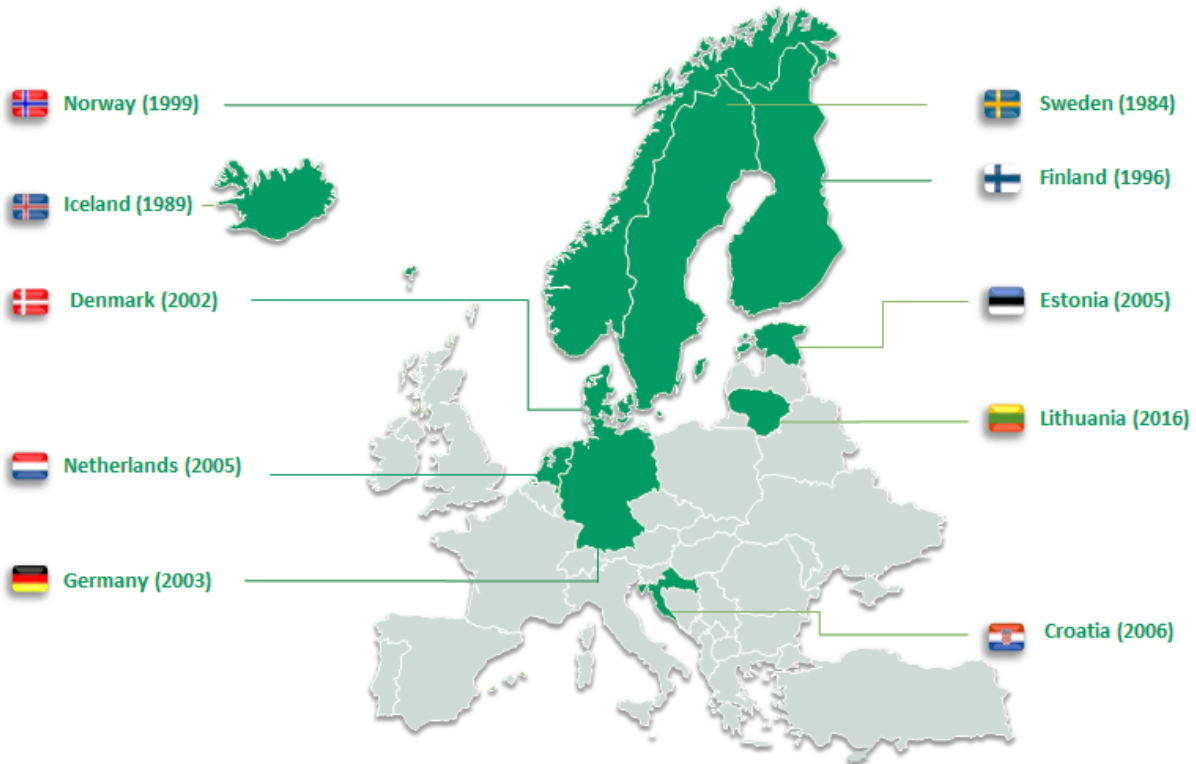 Norway (1999)
Sweden (1984)
Finland (1996)
Iceland (1989)
Denmark (2002)
Estonia (2005)
Lithuania (2016)
Netherlands (2005)
Germany (2003)
Croatia (2006)